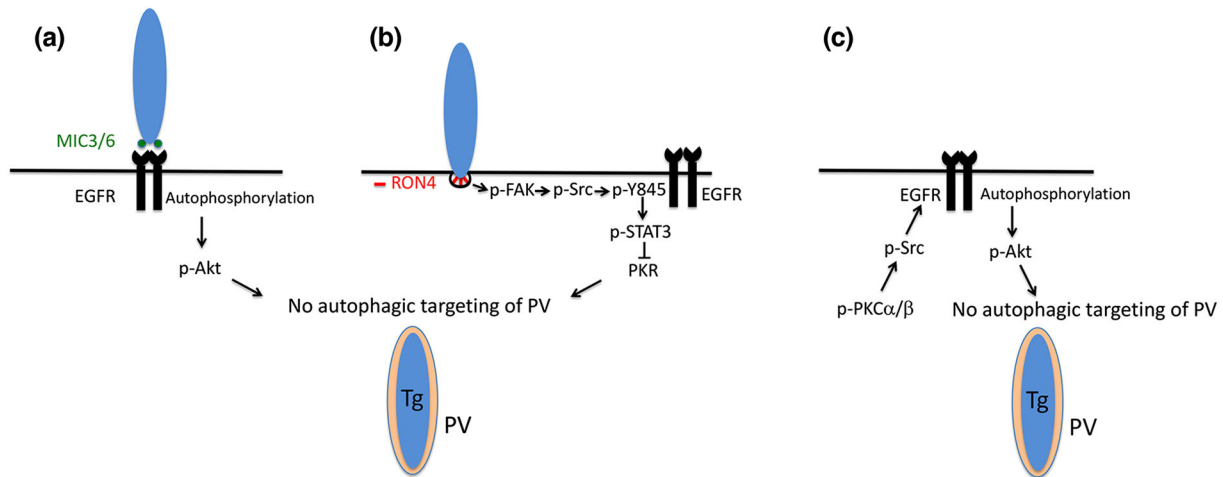 (a)
MIC3/6
EGFR
Autophosphorylation
p-Akt
(b)
RON4
p-FAK
p-Src
p-Y845
EGFR
p-STAT3
PKR
No autophagic targeting of PV
Tg
PV
(c)
EGFR
Autophosphorylation
p-Src
p-Akt
p-PKCα/β
No autophagic targeting of PV
Tg
PV